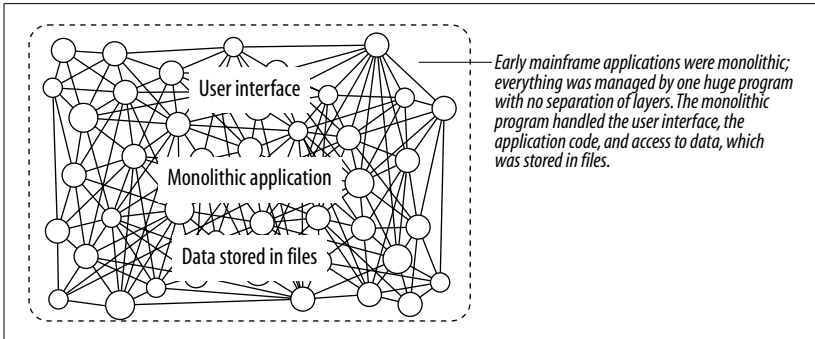 User interface
Monolithic application
Data stored in files
Early mainframe applications were monolithic;
everything was managed by one huge program
with no separation of layers. The monolithic
program handled the user interface, the
application code, and access to data, which
was stored in files.